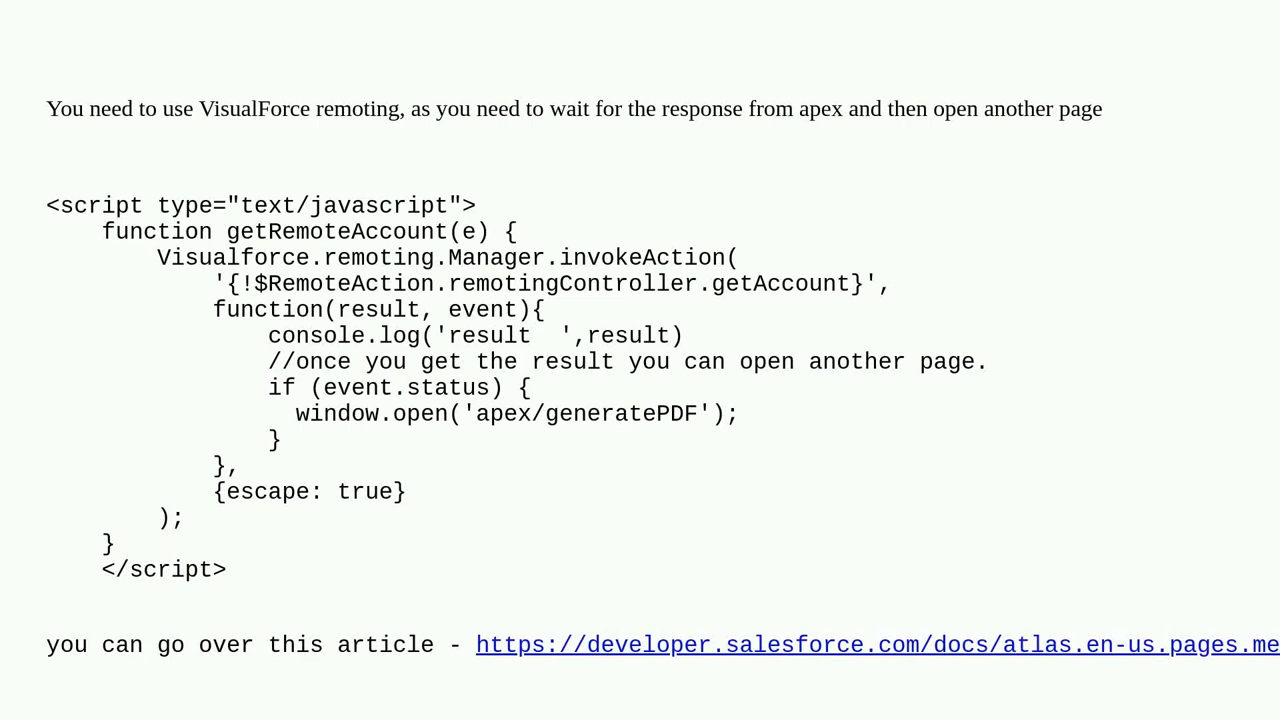 You need to use VisualForce remoting, as you need to wait for the response from apex and then open another page
<script type="text/javascript">
    function getRemoteAccount(e) {
        Visualforce.remoting.Manager.invokeAction(
            '{!$RemoteAction.remotingController.getAccount}',
            function(result, event){
                console.log('result  ',result)
                //once you get the result you can open another page.
                if (event.status) {
                  window.open('apex/generatePDF');
                }
            },
            {escape: true}
        );
    }
    </script>
you can go over this article - https://developer.salesforce.com/docs/atlas.en-us.pages.me